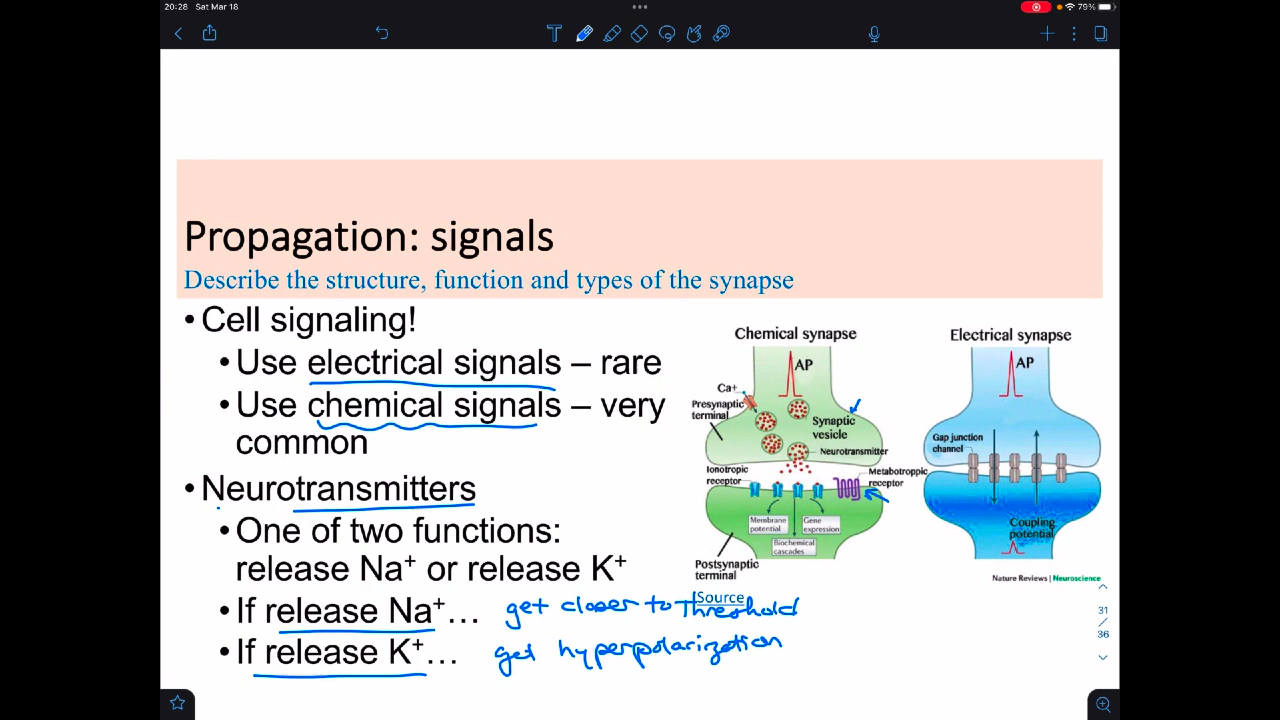 20:28 Sat Mar 18
79%
Propagation: signals
Describe the structure, function and types of the synapse
• Cell signaling!
• Use electrical signals – rare
• Use chemical signals – very
common
• Neurotransmitters
• One of two functions:
release Na⁺ or release K⁺
• If release Na⁺… get closer to threshold
• If release K⁺… get hyperpolarization
Chemical synapse
AP
Ca+
Presynaptic
terminal
Synaptic
vesicle
Neurotransmitter
Ionotropic
receptor
Metabotroppic
receptor
Membrane
potential
Gene
expression
Biochemical
cascades
Postsynaptic
terminal
Electrical synapse
AP
Gap junction
channel
Coupling
potential
Nature Reviews | Neuroscience
Source
31
/
36